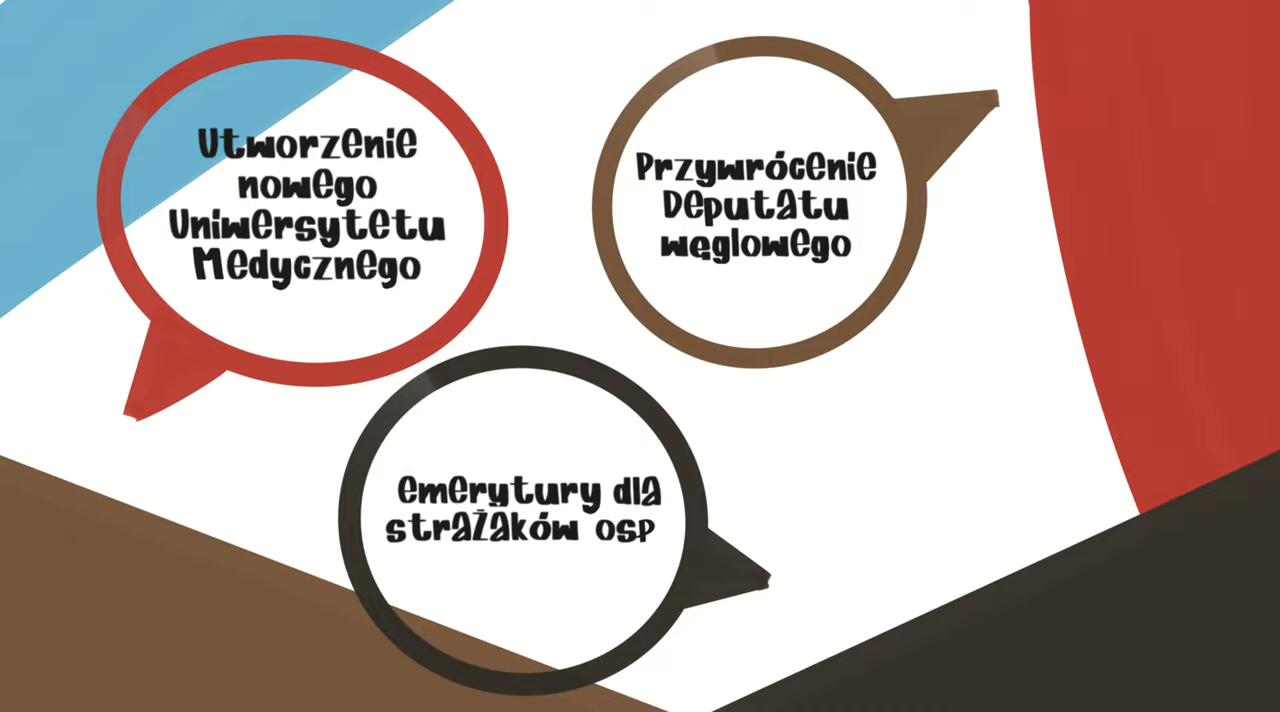 Utworzenie
nowego
Uniwersytetu
Medycznego
Przywrócenie
Deputatu
węglowego
emerytury dla
strażaków osp